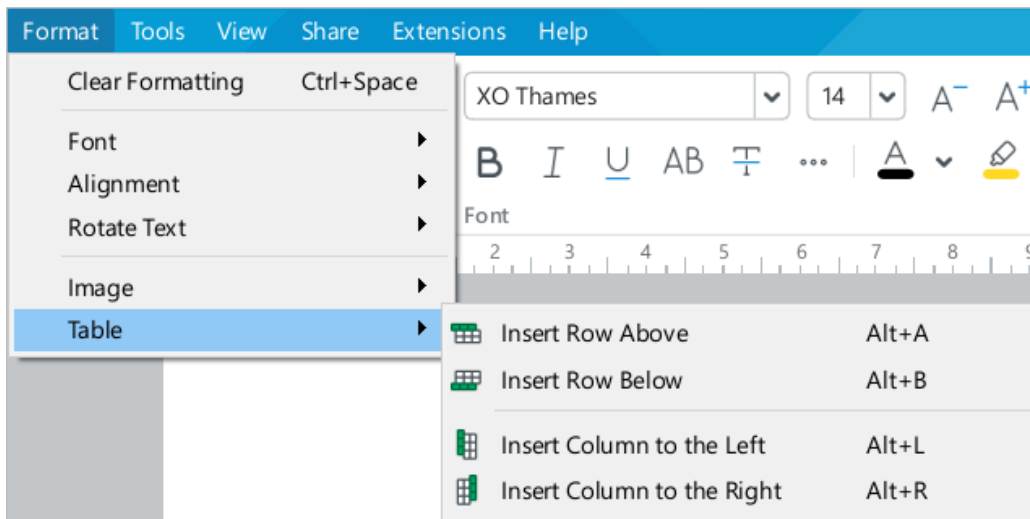 Format Tools View Share Extensions Help
Clear Formatting Ctrl+Space
XO Thames 14 A− A+
Font
Alignment
Rotate Text
B I U AB T ••• A
Font
2 3 4 5 6 7 8 9
Image
Table
Insert Row Above Alt+A
Insert Row Below Alt+B
Insert Column to the Left Alt+L
Insert Column to the Right Alt+R